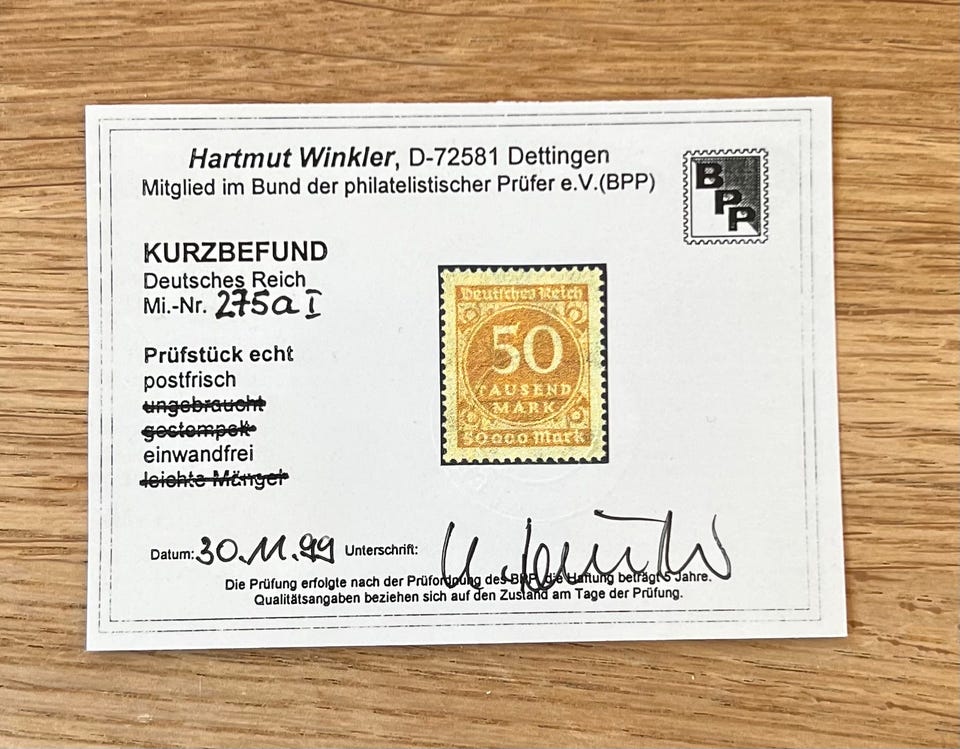 Hartmut Winkler, D-72581 Dettingen
Mitglied im Bund der philatelistischer Prüfer e.V.(BPP)
BPP
KURZBEFUND
Deutsches Reich
Mi.-Nr. 275a I
Deutsches Reich
50
TAUSEND
MARK
50000 Mark
Prüfstück echt
postfrisch
ungebraucht
gestempelt
einwandfrei
leichte Mängel
Datum: 30.11.99 Unterschrift:
Die Prüfung erfolgte nach der Prüfordnung des BPP, die Haftung beträgt 5 Jahre.
Qualitätsangaben beziehen sich auf den Zustand am Tage der Prüfung.